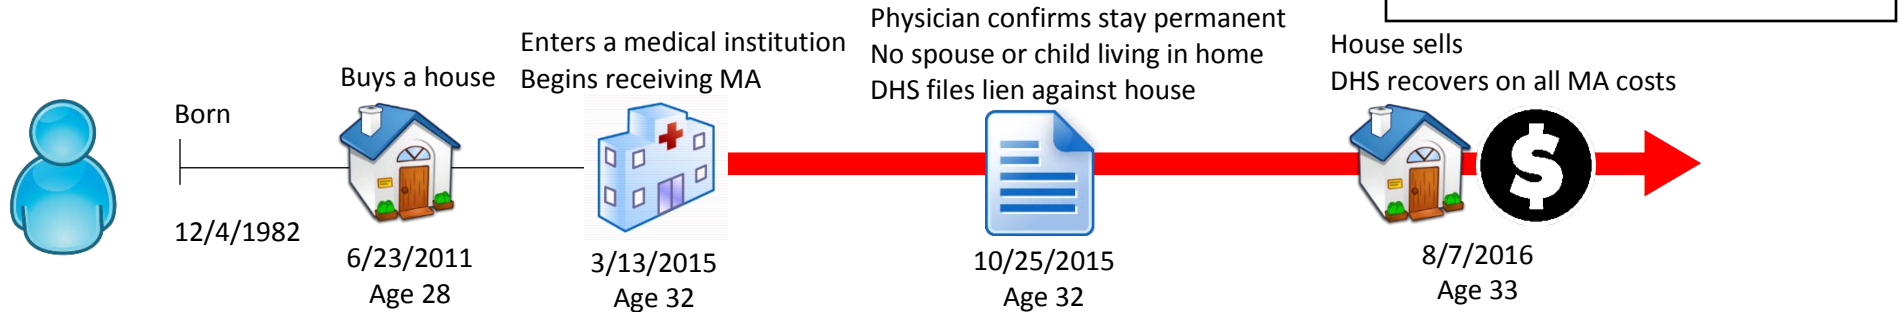 Born
12/4/1982
Buys a house
6/23/2011
Age 28
Enters a medical institution
Begins receiving MA
3/13/2015
Age 32
Physician confirms stay permanent
No spouse or child living in home
DHS files lien against house
10/25/2015
Age 32
House sells
DHS recovers on all MA costs
$
8/7/2016
Age 33